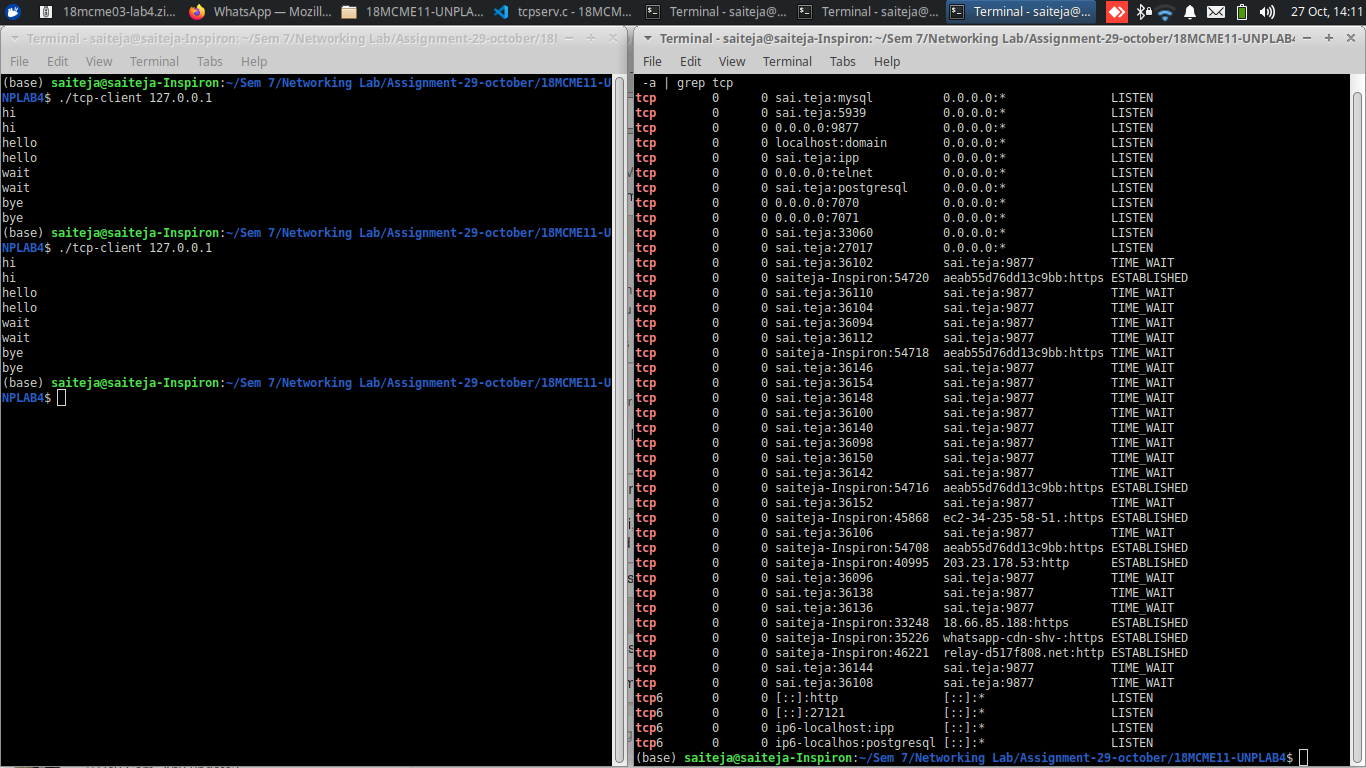 18mcme03-lab4.zi...
WhatsApp — Mozill...
18MCME11-UNPLA...
tcpserv.c - 18MCM...
Terminal - saiteja@...
Terminal - saiteja@...
Terminal - saiteja@...
27 Oct, 14:11
Terminal - saiteja@saiteja-Inspiron: ~/Sem 7/Networking Lab/Assignment-29-october/18I
File Edit View Terminal Tabs Help
(base) saiteja@saiteja-Inspiron:~/Sem 7/Networking Lab/Assignment-29-october/18MCME11-U
NPLAB4$ ./tcp-client 127.0.0.1
hi
hi
hello
hello
wait
wait
bye
bye
(base) saiteja@saiteja-Inspiron:~/Sem 7/Networking Lab/Assignment-29-october/18MCME11-U
NPLAB4$ ./tcp-client 127.0.0.1
hi
hi
hello
hello
wait
wait
bye
bye
(base) saiteja@saiteja-Inspiron:~/Sem 7/Networking Lab/Assignment-29-october/18MCME11-U
NPLAB4$
Terminal - saiteja@saiteja-Inspiron: ~/Sem 7/Networking Lab/Assignment-29-october/18MCME11-UNPLAB4
File Edit View Terminal Tabs Help
-a | grep tcp
tcp 0 0 sai.teja:mysql 0.0.0.0:* LISTEN
tcp 0 0 sai.teja:5939 0.0.0.0:* LISTEN
tcp 0 0 0.0.0.0:9877 0.0.0.0:* LISTEN
tcp 0 0 localhost:domain 0.0.0.0:* LISTEN
tcp 0 0 sai.teja:ipp 0.0.0.0:* LISTEN
tcp 0 0 0.0.0.0:telnet 0.0.0.0:* LISTEN
tcp 0 0 sai.teja:postgresql 0.0.0.0:* LISTEN
tcp 0 0 0.0.0.0:7070 0.0.0.0:* LISTEN
tcp 0 0 0.0.0.0:7071 0.0.0.0:* LISTEN
tcp 0 0 sai.teja:33060 0.0.0.0:* LISTEN
tcp 0 0 sai.teja:27017 0.0.0.0:* LISTEN
tcp 0 0 sai.teja:36102 sai.teja:9877 TIME_WAIT
tcp 0 0 saiteja-Inspiron:54720 aeab55d76dd13c9bb:https ESTABLISHED
tcp 0 0 sai.teja:36110 sai.teja:9877 TIME_WAIT
tcp 0 0 sai.teja:36104 sai.teja:9877 TIME_WAIT
tcp 0 0 sai.teja:36094 sai.teja:9877 TIME_WAIT
tcp 0 0 sai.teja:36112 sai.teja:9877 TIME_WAIT
tcp 0 0 saiteja-Inspiron:54718 aeab55d76dd13c9bb:https ESTABLISHED
tcp 0 0 sai.teja:36146 sai.teja:9877 TIME_WAIT
tcp 0 0 sai.teja:36154 sai.teja:9877 TIME_WAIT
tcp 0 0 sai.teja:36148 sai.teja:9877 TIME_WAIT
tcp 0 0 sai.teja:36100 sai.teja:9877 TIME_WAIT
tcp 0 0 sai.teja:36140 sai.teja:9877 TIME_WAIT
tcp 0 0 sai.teja:36098 sai.teja:9877 TIME_WAIT
tcp 0 0 sai.teja:36150 sai.teja:9877 TIME_WAIT
tcp 0 0 sai.teja:36142 sai.teja:9877 TIME_WAIT
tcp 0 0 saiteja-Inspiron:54716 aeab55d76dd13c9bb:https ESTABLISHED
tcp 0 0 sai.teja:36152 sai.teja:9877 TIME_WAIT
tcp 0 0 saiteja-Inspiron:45868 ec2-34-235-58-51.:https ESTABLISHED
tcp 0 0 sai.teja:36106 sai.teja:9877 TIME_WAIT
tcp 0 0 saiteja-Inspiron:54708 aeab55d76dd13c9bb:https ESTABLISHED
tcp 0 0 saiteja-Inspiron:40995 203.23.178.53:http ESTABLISHED
tcp 0 0 sai.teja:36096 sai.teja:9877 TIME_WAIT
tcp 0 0 sai.teja:36138 sai.teja:9877 TIME_WAIT
tcp 0 0 sai.teja:36136 sai.teja:9877 TIME_WAIT
tcp 0 0 saiteja-Inspiron:33248 18.66.85.188:https ESTABLISHED
tcp 0 0 saiteja-Inspiron:35226 whatsapp-cdn-shv-:https ESTABLISHED
tcp 0 0 saiteja-Inspiron:46221 relay-d517f808.net:http ESTABLISHED
tcp 0 0 sai.teja:36144 sai.teja:9877 TIME_WAIT
tcp 0 0 sai.teja:36108 sai.teja:9877 TIME_WAIT
tcp6 0 0 [::]:http [::]:* LISTEN
tcp6 0 0 [::]:27121 [::]:* LISTEN
tcp6 0 0 ip6-localhost:ipp [::]:* LISTEN
tcp6 0 0 ip6-localhos:postgresql [::]:* LISTEN
(base) saiteja@saiteja-Inspiron:~/Sem 7/Networking Lab/Assignment-29-october/18MCME11-UNPLAB4$